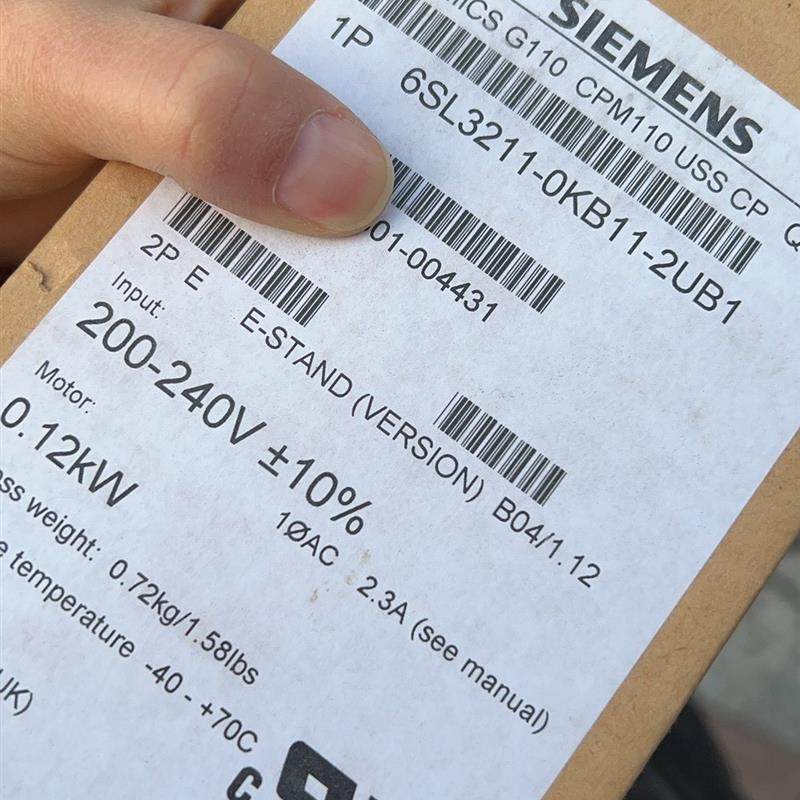 SIEMENS
MICS G110 CPM110 USS CP Q
1P 6SL3211-0KB11-2UB1
01-004431
2P E E-STAND (VERSION) B04/1.12
Input:
200-240V ±10% 1ØAC 2.3A (see manual)
Motor:
0.12kW
ss weight: 0.72kg/1.58lbs
e temperature -40 - +70C
UK)
C